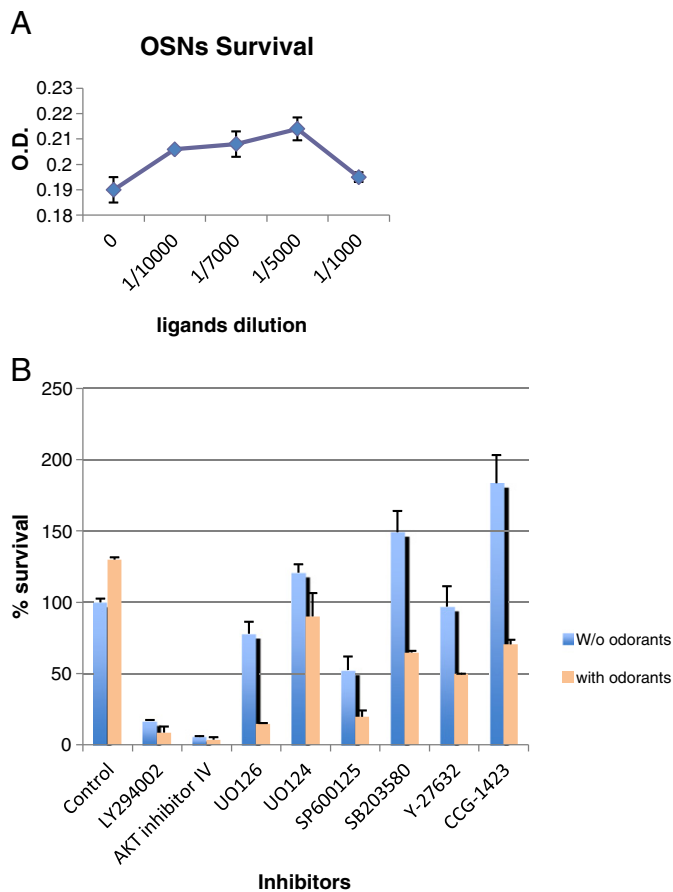 A
OSNs Survival
O.D.
0.23
0.22
0.21
0.2
0.19
0.18
0
1/10000
1/7000
1/5000
1/1000
ligands dilution
B
% survival
250
200
150
100
50
0
Control
LY294002
AKT inhibitor IV
UO126
UO124
SP600125
SB203580
Y-27632
CCG-1423
Inhibitors
W/o odorants
with odorants